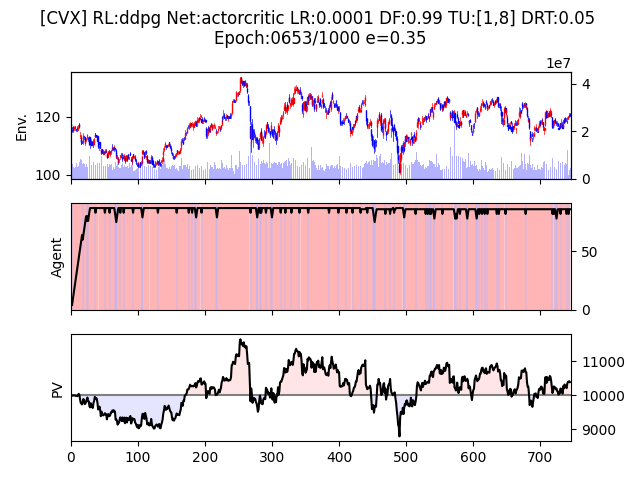 [CVX] RL:ddpg Net:actorcritic LR:0.0001 DF:0.99 TU:[1,8] DRT:0.05
Epoch:0653/1000 e=0.35
1e7
Env.
120
100
4
2
0
Agent
50
0
PV
11000
10000
9000
0 100 200 300 400 500 600 700